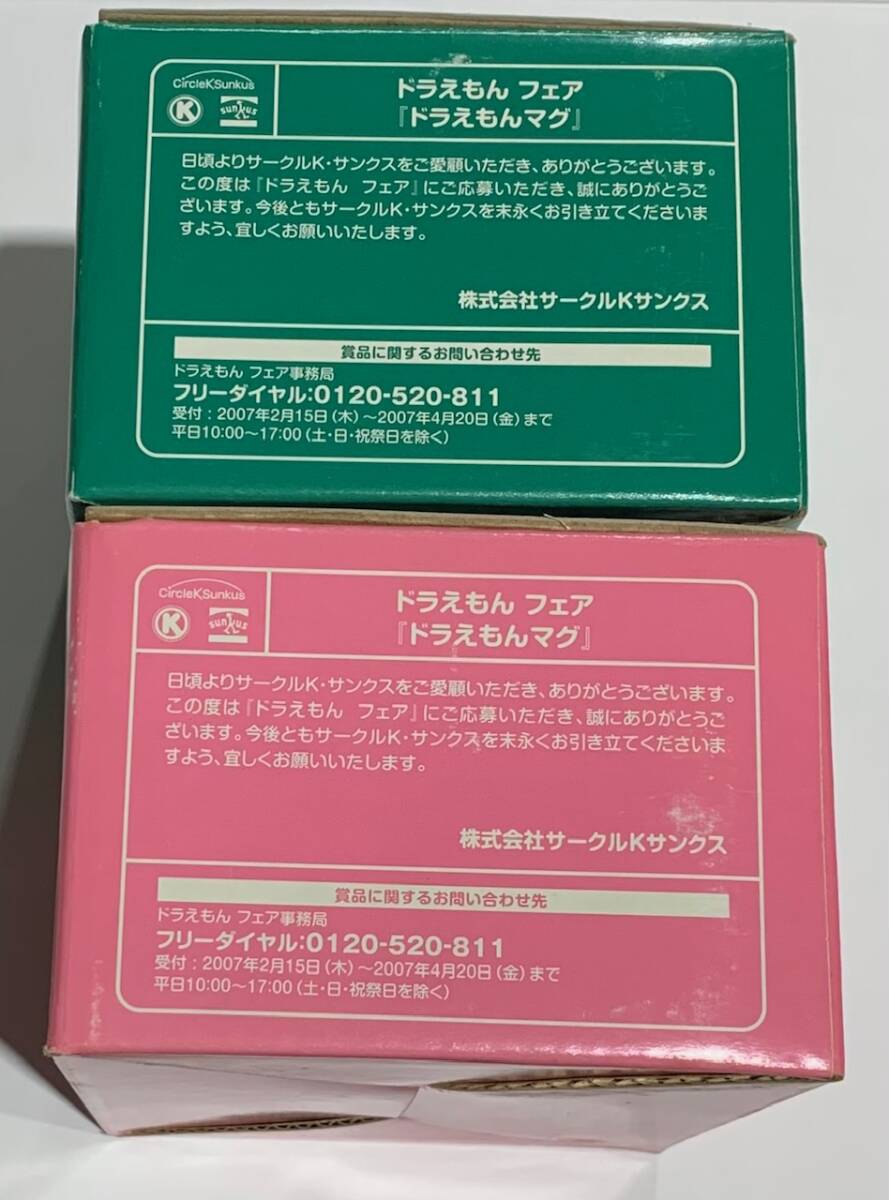 CircleKSunkus
K
sunkus
ドラえもん フェア
『ドラえもんマグ』
日頃よりサークルK・サンクスをご愛顧いただき、ありがとうございます。
この度は『ドラえもん フェア』にご応募いただき、誠にありがとうご
ざいます。今後ともサークルK・サンクスを末永くお引き立てくださいま
すよう、宜しくお願いいたします。
株式会社サークルKサンクス
賞品に関するお問い合わせ先
ドラえもん フェア事務局
フリーダイヤル:0120-520-811
受付:2007年2月15日(木)〜2007年4月20日(金)まで
平日10:00〜17:00(土・日・祝祭日を除く)
CircleKSunkus
K
sunkus
ドラえもん フェア
『ドラえもんマグ』
日頃よりサークルK・サンクスをご愛顧いただき、ありがとうございます。
この度は『ドラえもん フェア』にご応募いただき、誠にありがとうご
ざいます。今後ともサークルK・サンクスを末永くお引き立てくださいま
すよう、宜しくお願いいたします。
株式会社サークルKサンクス
賞品に関するお問い合わせ先
ドラえもん フェア事務局
フリーダイヤル:0120-520-811
受付:2007年2月15日(木)〜2007年4月20日(金)まで
平日10:00〜17:00(土・日・祝祭日を除く)